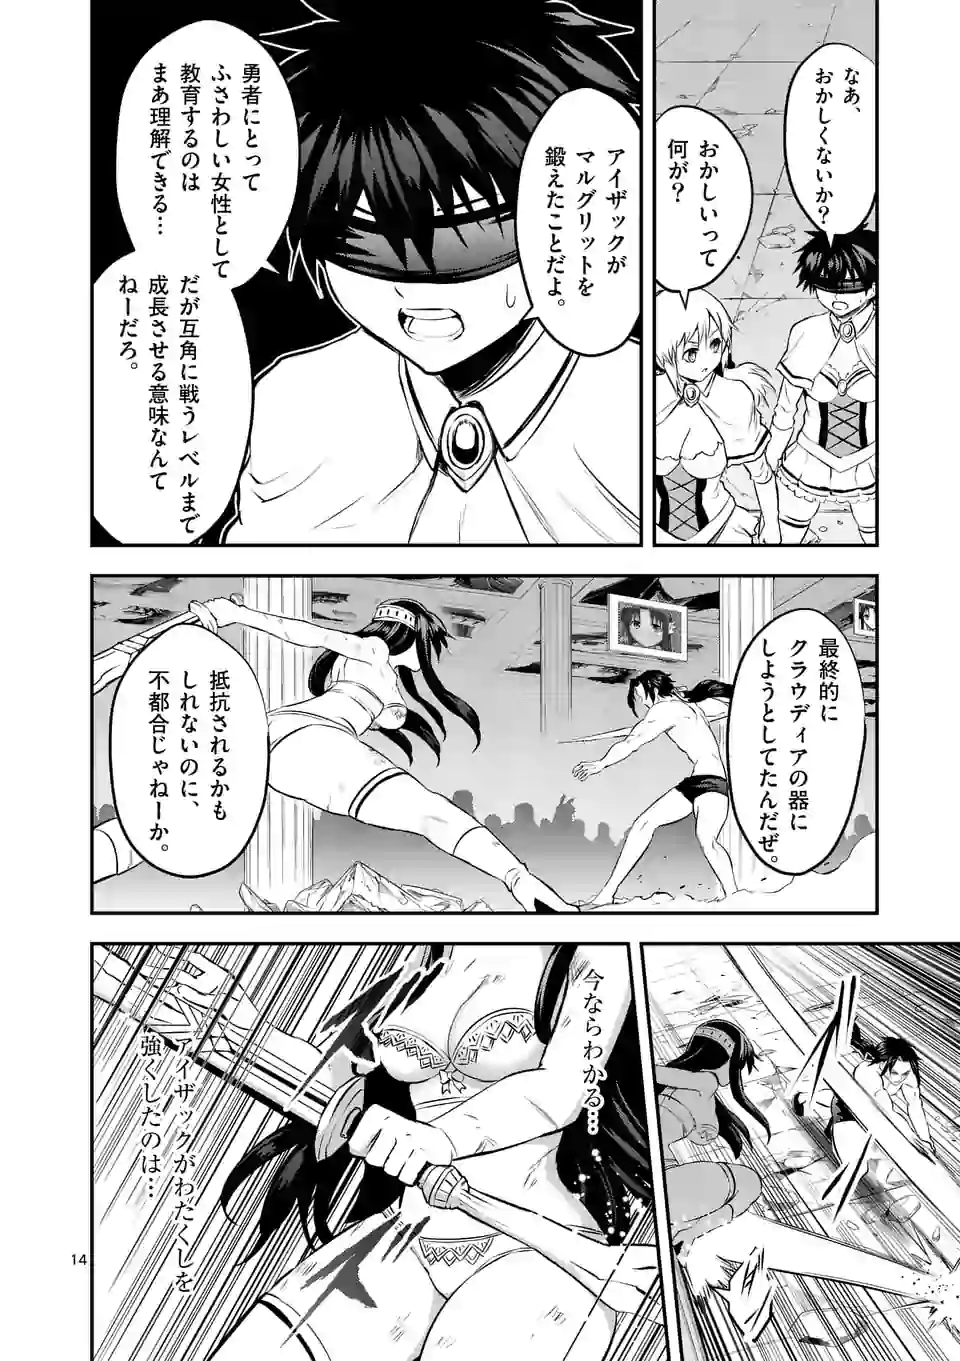 なあ、
おかしくないか？
おかしいって
何が？
アイザックが
マルグリットを
鍛えたことだよ。
勇者にとって
ふさわしい女性として
教育するのは
まあ理解できる…
だが互角に戦うレベルまで
成長させる意味なんて
ねーだろ。
最終的に
クラウディアの器に
しようとしてたんだぜ。
抵抗されるかも
しれないのに、
不都合じゃねーか。
今ならわかる…
アイザックがわたくしを
強くしたのは…
14